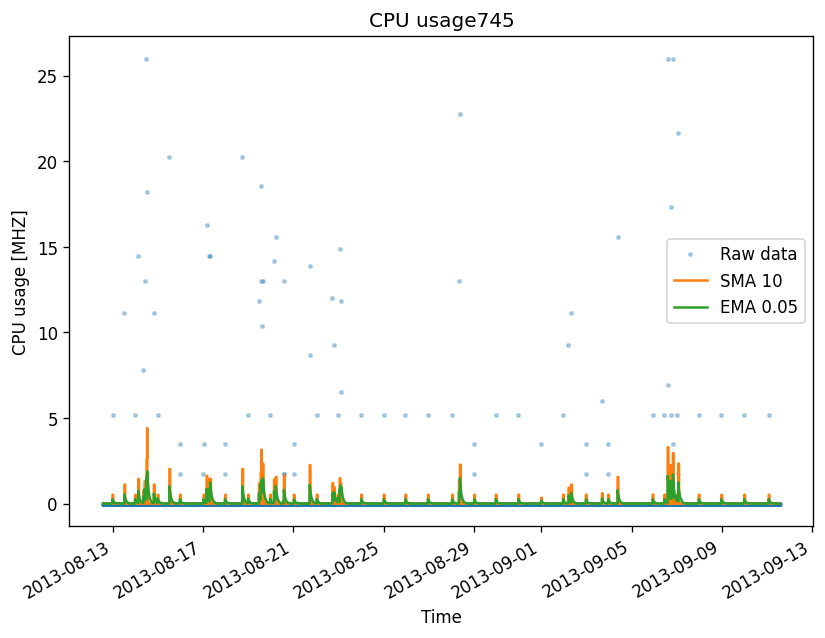 CPU usage745
25
20
15
10
5
0
CPU usage [MHZ]
Raw data
SMA 10
EMA 0.05
2013-08-13
2013-08-17
2013-08-21
2013-08-25
2013-08-29
2013-09-01
2013-09-05
2013-09-09
2013-09-13
Time